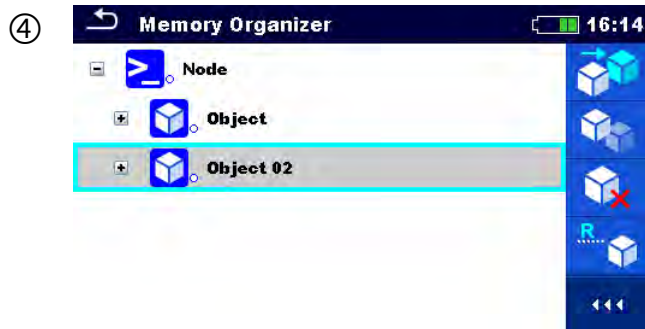 ④
Memory Organizer 16:14
Node
Object
Object 02
R